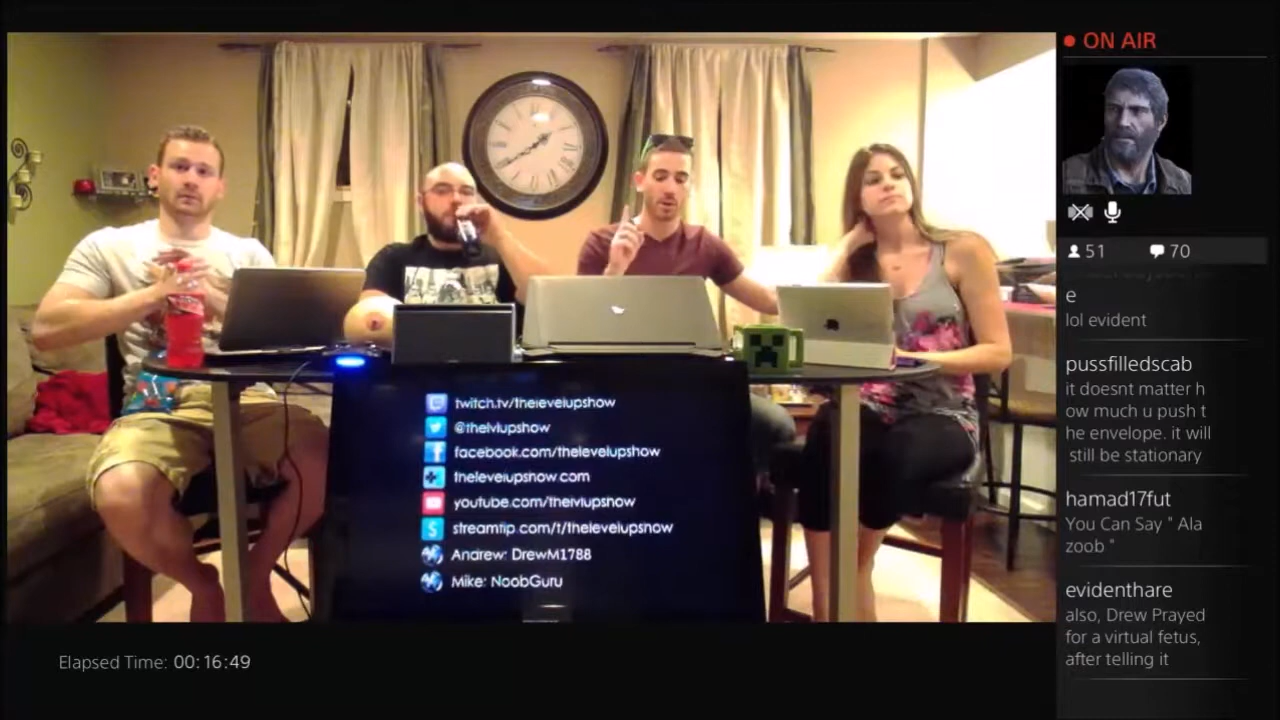 ON AIR
51 70
e
lol evident
pussfilledscab
it doesnt matter h
ow much u push t
he envelope. it will
still be stationary
hamad17fut
You Can Say " Ala
zoob "
evidenthare
also, Drew Prayed
for a virtual fetus,
after telling it
twitch.tv/thelevelupshow
@thelvlupshow
facebook.com/thelevelupshow
thelevelupshow.com
youtube.com/thelvlupshow
streamtip.com/t/thelevelupshow
Andrew: DrewM1788
Mike: NoobGuru
Elapsed Time: 00:16:49